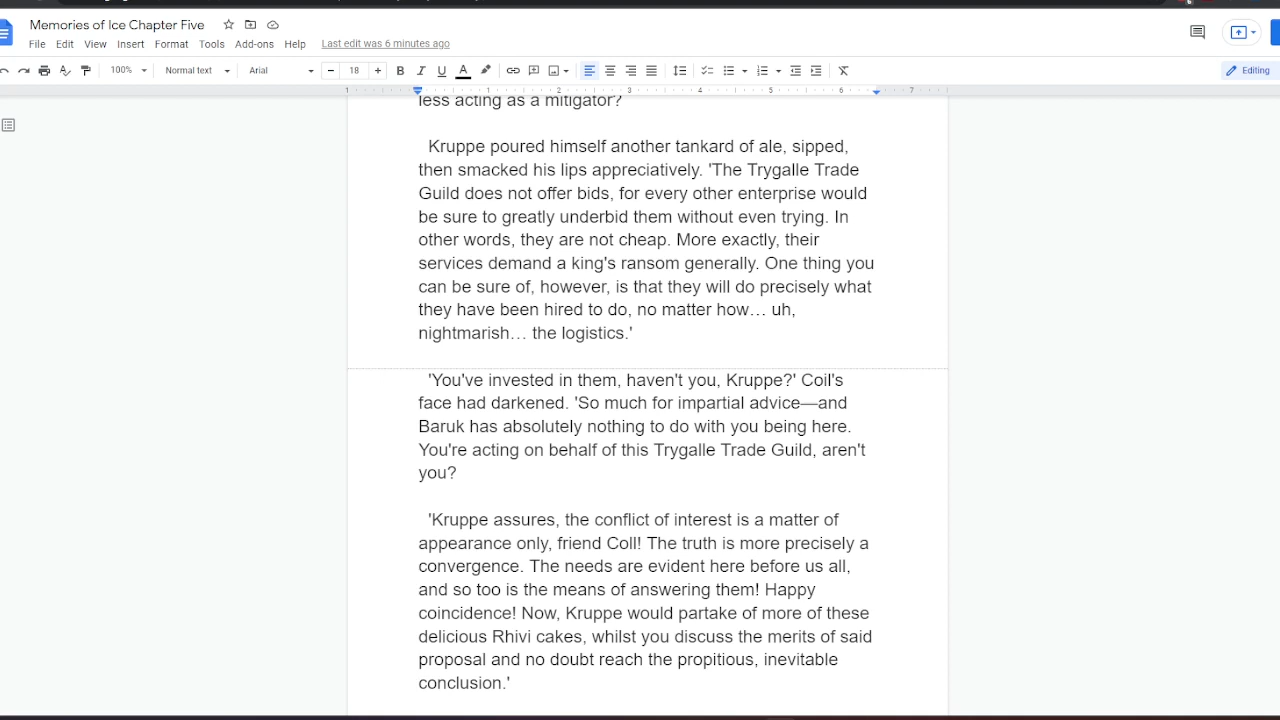 Memories of Ice Chapter Five
File Edit View Insert Format Tools Add-ons Help Last edit was 6 minutes ago
100% Normal text Arial 18 B I U A Editing
1 1 2 3 4 5 6 7
less acting as a mitigator?
Kruppe poured himself another tankard of ale, sipped,
then smacked his lips appreciatively. 'The Trygalle Trade
Guild does not offer bids, for every other enterprise would
be sure to greatly underbid them without even trying. In
other words, they are not cheap. More exactly, their
services demand a king's ransom generally. One thing you
can be sure of, however, is that they will do precisely what
they have been hired to do, no matter how… uh,
nightmarish… the logistics.'
'You've invested in them, haven't you, Kruppe?' Coil's
face had darkened. 'So much for impartial advice—and
Baruk has absolutely nothing to do with you being here.
You're acting on behalf of this Trygalle Trade Guild, aren't
you?
'Kruppe assures, the conflict of interest is a matter of
appearance only, friend Coll! The truth is more precisely a
convergence. The needs are evident here before us all,
and so too is the means of answering them! Happy
coincidence! Now, Kruppe would partake of more of these
delicious Rhivi cakes, whilst you discuss the merits of said
proposal and no doubt reach the propitious, inevitable
conclusion.'